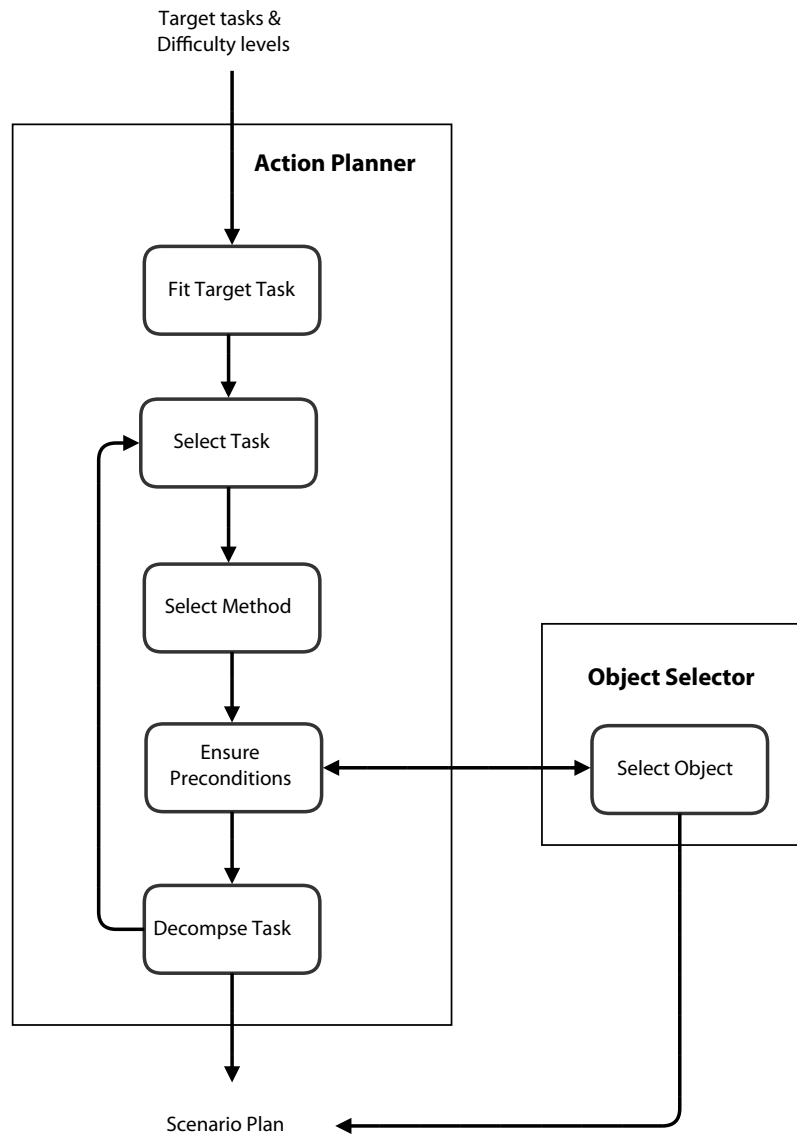 Target tasks &
Difficulty levels
Action Planner
Fit Target Task
Select Task
Select Method
Object Selector
Ensure
Preconditions
Select Object
Decompse Task
Scenario Plan